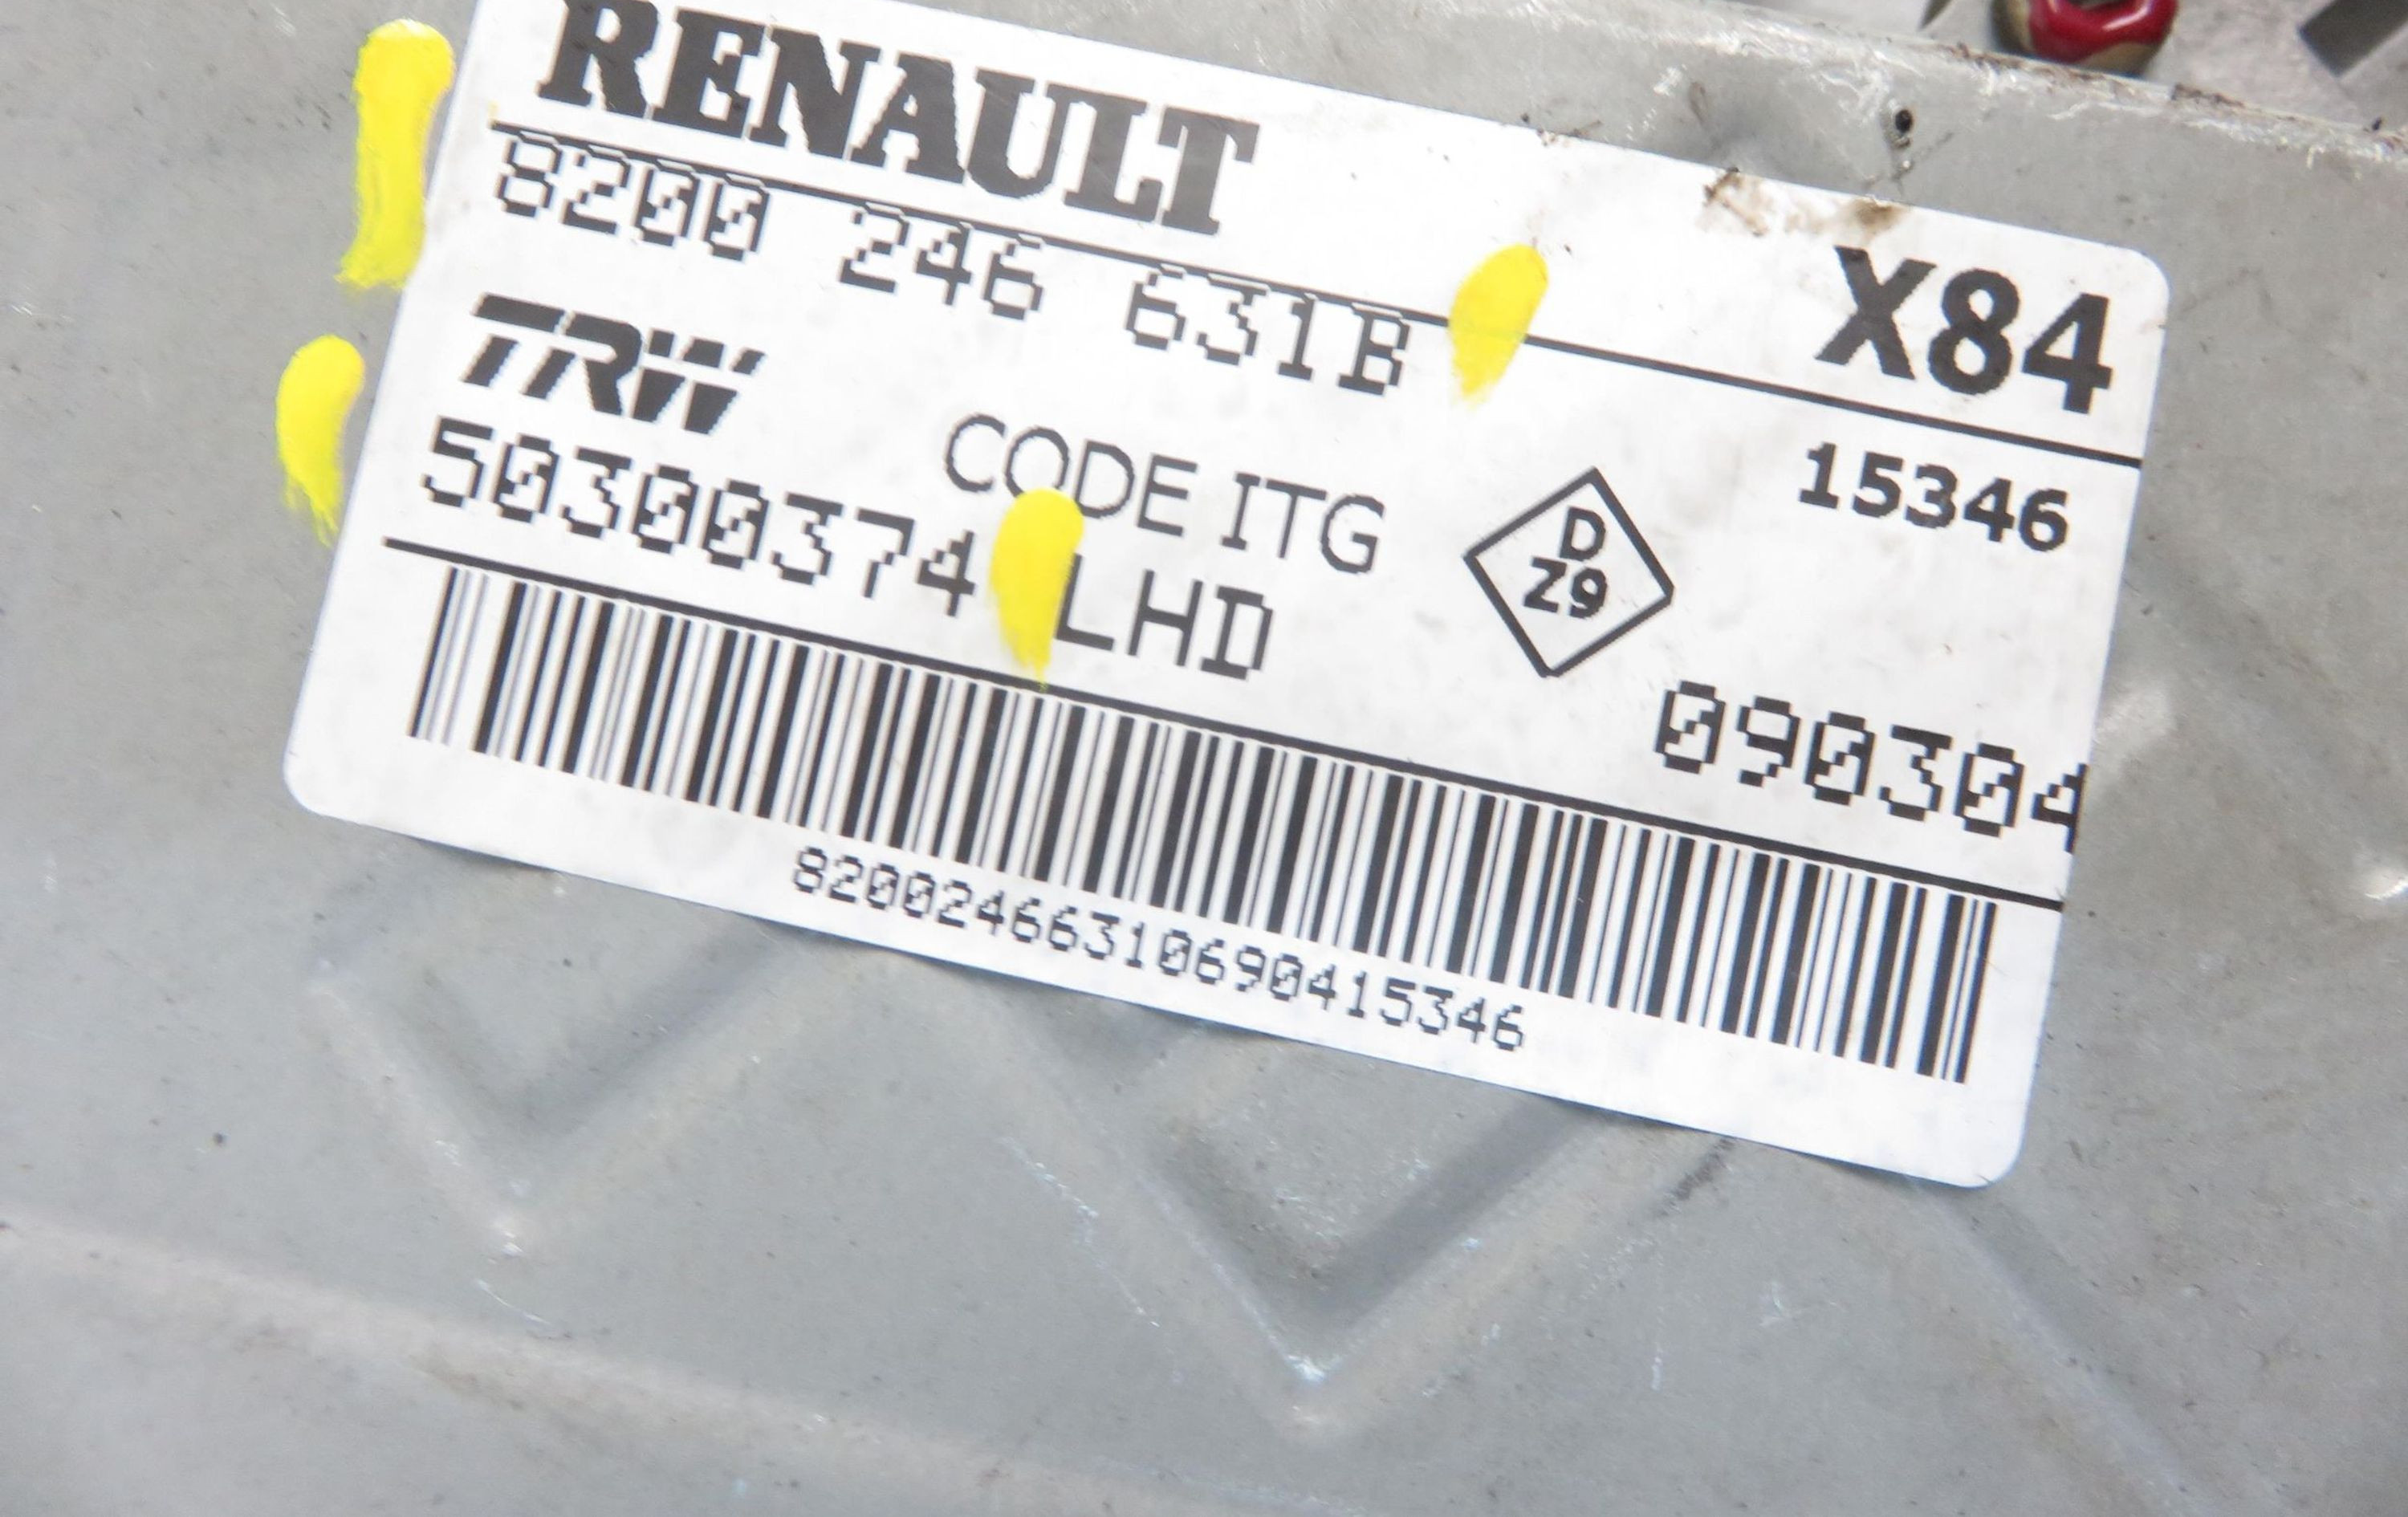 RENAULT
8200 246 631B
X84
TRW
CODE ITG
15346
50300374 LHD
D
Z9
090304
82002466310690415346